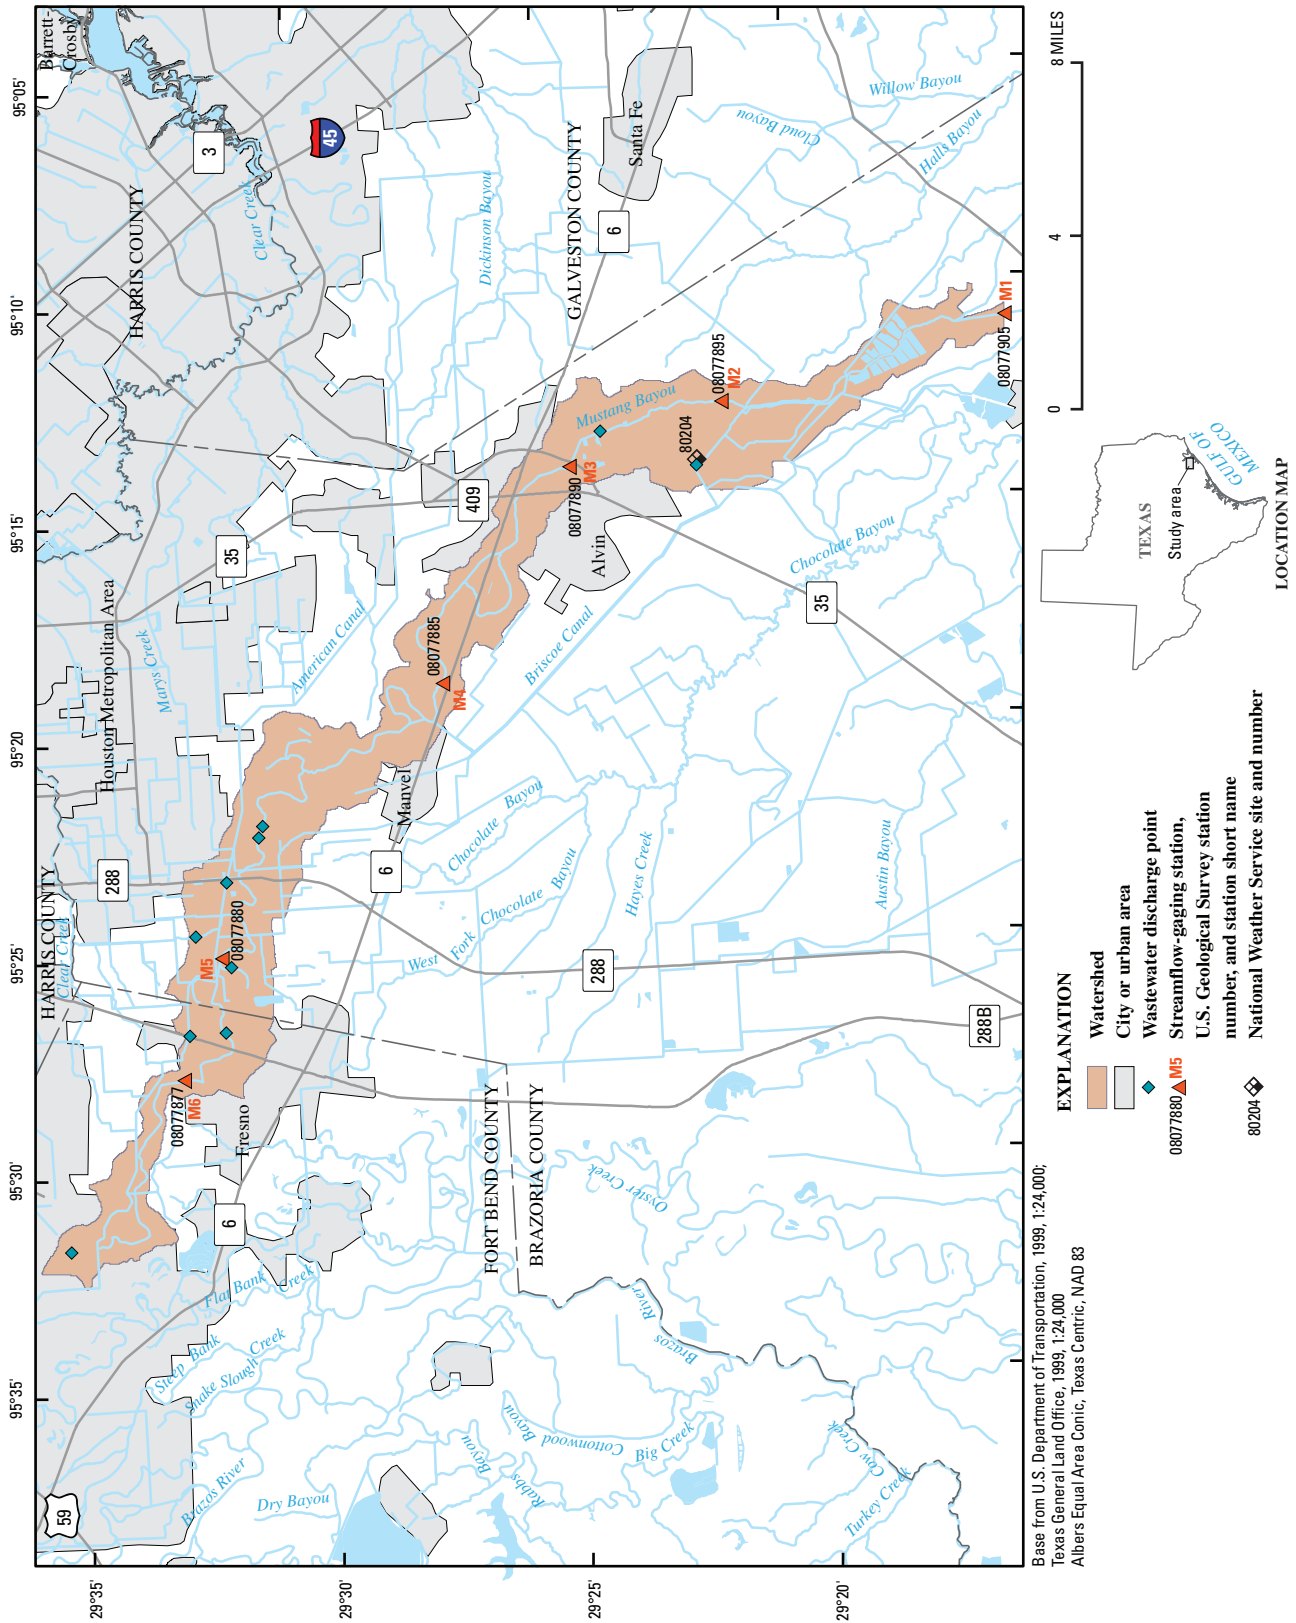 95°35'
95°30'
95°25'
95°20'
95°15'
95°10'
95°05'
29°35'
29°30'
29°25'
29°20'
59
HARRIS COUNTY
Clear Creek
288
Houston Metropolitan Area
Marys Creek
35
HARRIS COUNTY
Clear Creek
3
45
Barrett-
Crosby
Brazos River
Dry Bayou
Steep Bank
Snake Slough Creek
Flat Bank
Creek
6
Fresno
08077877
M6
M5
08077880
American Canal
409
Dickinson Bayou
Manvel
6
08077885
M4
Briscoe Canal
Alvin
08077890
M3
Mustang Bayou
GALVESTON COUNTY
6
Santa Fe
80204
08077895
M2
Cloud Bayou
Willow Bayou
Halls Bayou
08077905
M1
Chocolate Bayou
35
Chocolate Bayou
West Fork Chocolate Bayou
Hayes Creek
Austin Bayou
288
288B
FORT BEND COUNTY
BRAZORIA COUNTY
Oyster Creek
Brazos River
Rabbs Bayou
Cottonwood Bayou
Big Creek
Cow Creek
Turkey Creek
Base from U.S. Department of Transportation, 1999, 1:24,000;
Texas General Land Office, 1999, 1:24,000
Albers Equal Area Conic, Texas Centric, NAD 83
EXPLANATION
Watershed
City or urban area
Wastewater discharge point
08077880 M5 Streamflow-gaging station,
U.S. Geological Survey station
number, and station short name
80204 National Weather Service site and number
0 4 8 MILES
TEXAS
Study area
GULF OF
MEXICO
LOCATION MAP